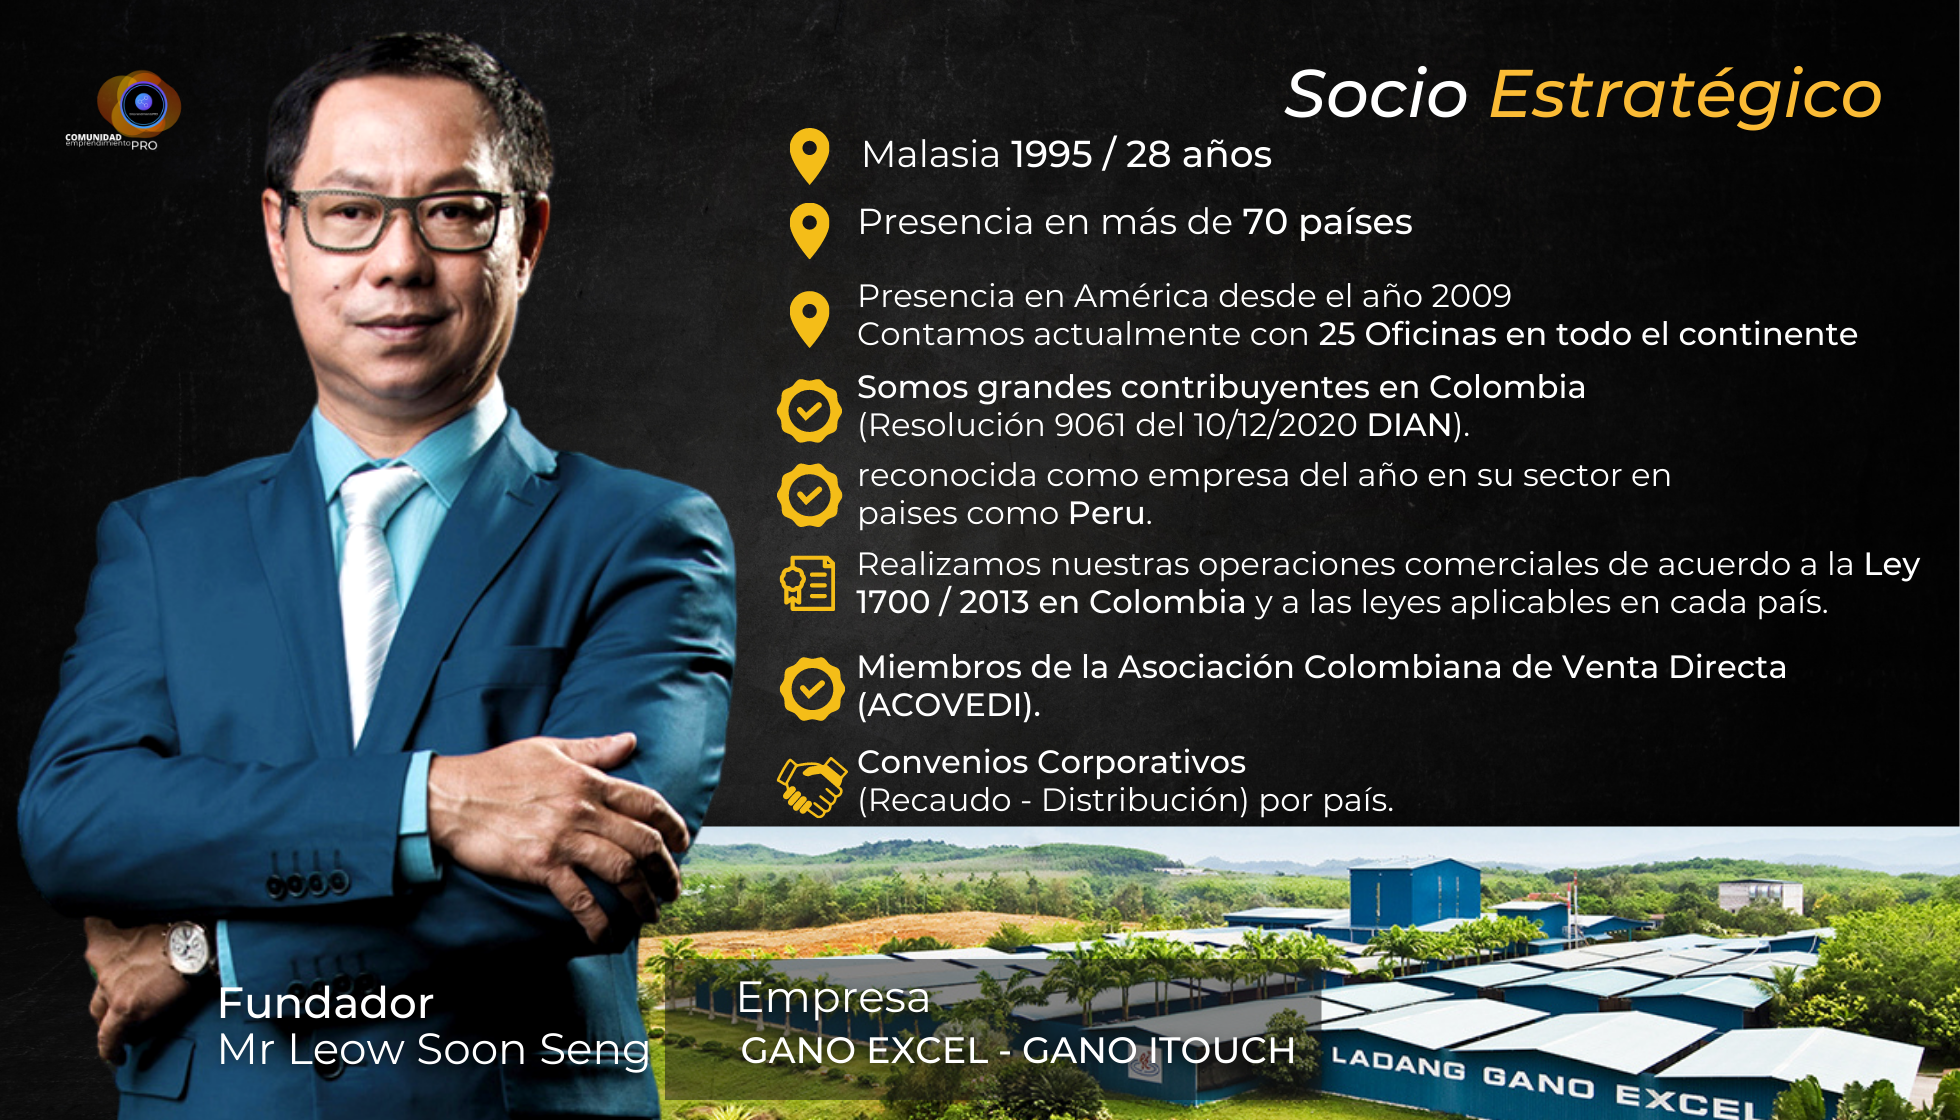 COMUNIDAD
emprendimiento PRO
Socio Estratégico
Malasia 1995 / 28 años
Presencia en más de 70 países
Presencia en América desde el año 2009
Contamos actualmente con 25 Oficinas en todo el continente
Somos grandes contribuyentes en Colombia
(Resolución 9061 del 10/12/2020 DIAN).
reconocida como empresa del año en su sector en
paises como Peru.
Realizamos nuestras operaciones comerciales de acuerdo a la Ley
1700 / 2013 en Colombia y a las leyes aplicables en cada país.
Miembros de la Asociación Colombiana de Venta Directa
(ACOVEDI).
Convenios Corporativos
(Recaudo - Distribución) por país.
Fundador
Mr Leow Soon Seng
Empresa
GANO EXCEL - GANO ITOUCH
LADANG GANO EXCEL